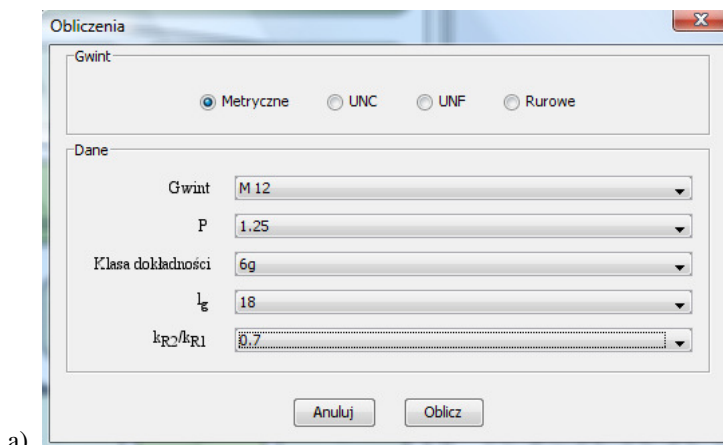 Obliczenia
Gwint
Metryczne UNC UNF Rurowe
Dane
Gwint M 12
P 1.25
Klasa dokładności 6g
lg 18
kR2/kR1 0.7
Anuluj Oblicz
a)